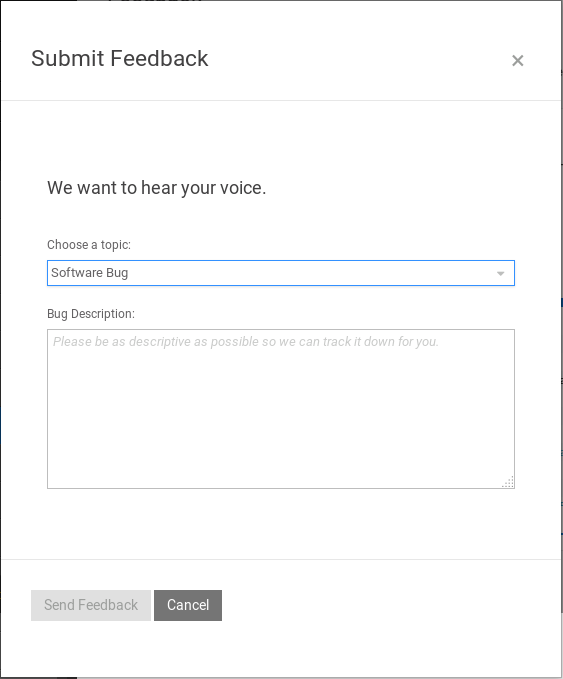 Submit Feedback
×
We want to hear your voice.
Choose a topic:
Software Bug
Bug Description:
Please be as descriptive as possible so we can track it down for you.
Send Feedback Cancel